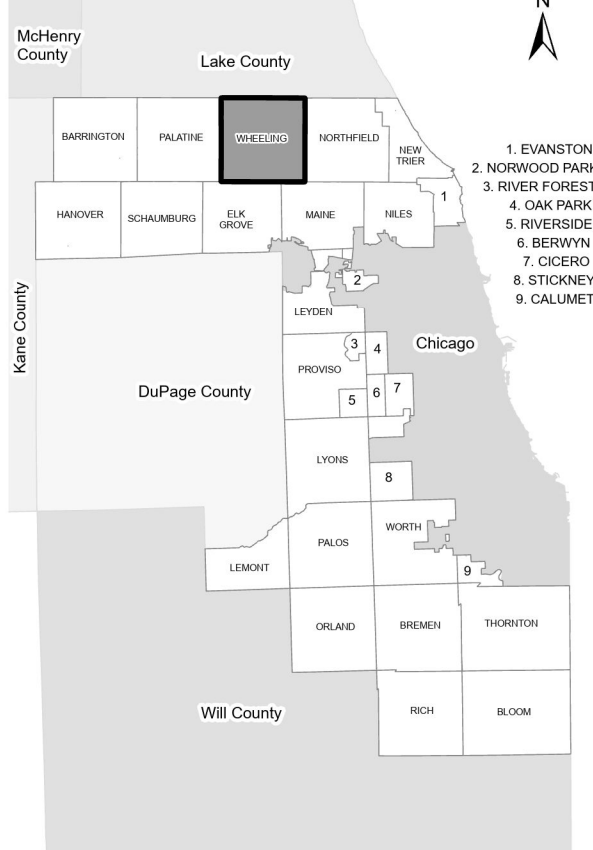 N
McHenry
County
Lake County
BARRINGTON
PALATINE
WHEELING
NORTHFIELD
NEW
TRIER
1. EVANSTON
2. NORWOOD PARK
3. RIVER FOREST
4. OAK PARK
5. RIVERSIDE
6. BERWYN
7. CICERO
8. STICKNEY
9. CALUMET
HANOVER
SCHAUMBURG
ELK
GROVE
MAINE
NILES
1
2
LEYDEN
Kane County
DuPage County
PROVISO
3
4
Chicago
5
6
7
LYONS
8
WORTH
PALOS
LEMONT
9
ORLAND
BREMEN
THORNTON
Will County
RICH
BLOOM